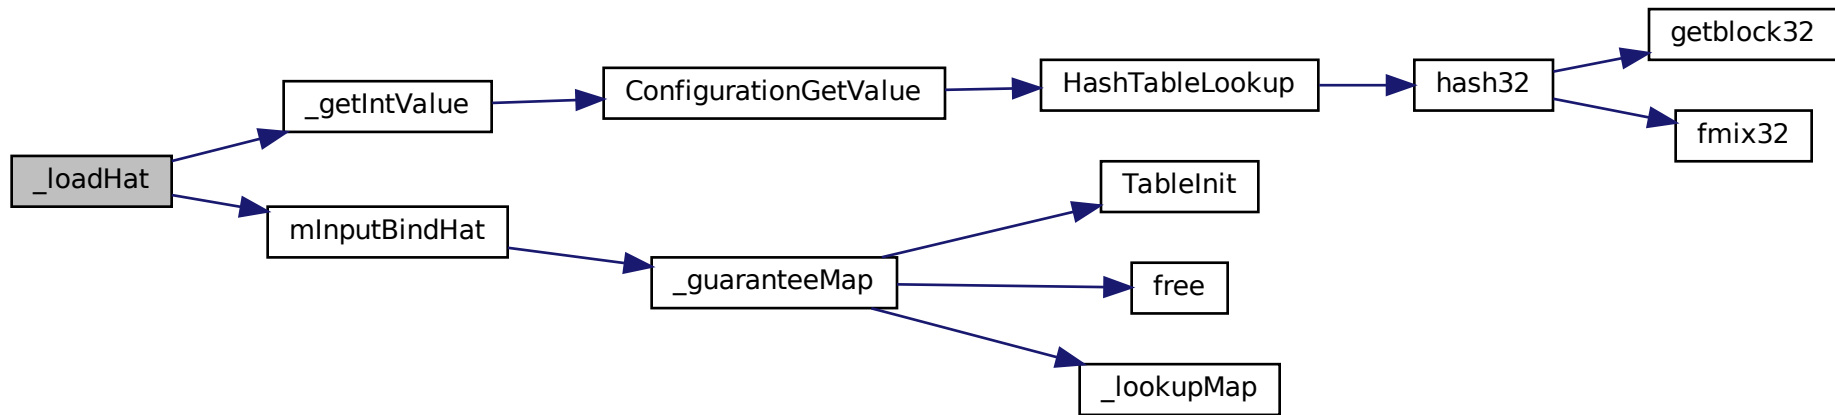 _loadHat
_getIntValue
ConfigurationGetValue
HashTableLookup
hash32
getblock32
fmix32
mInputBindHat
_guaranteeMap
TableInit
free
_lookupMap